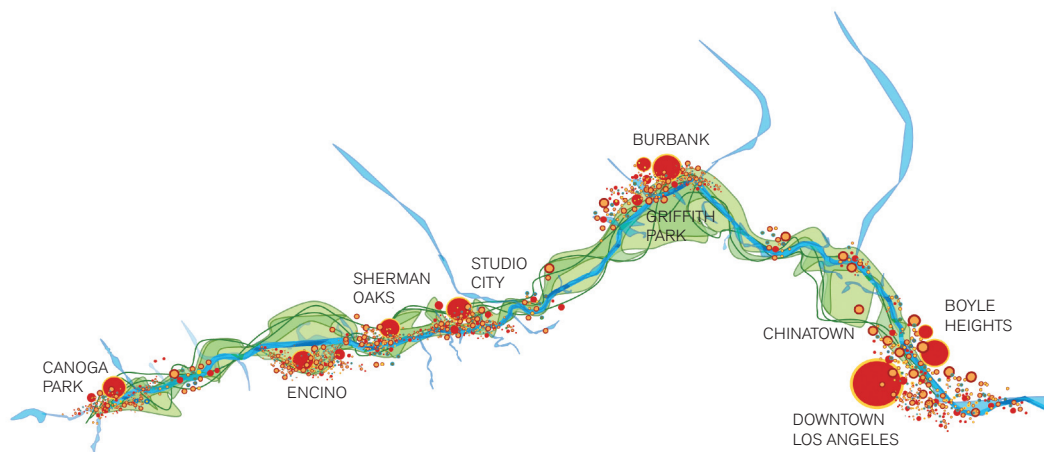 BURBANK
GRIFFITH
PARK
STUDIO
CITY
SHERMAN
OAKS
BOYLE
HEIGHTS
CHINATOWN
CANOGA
PARK
ENCINO
DOWNTOWN
LOS ANGELES